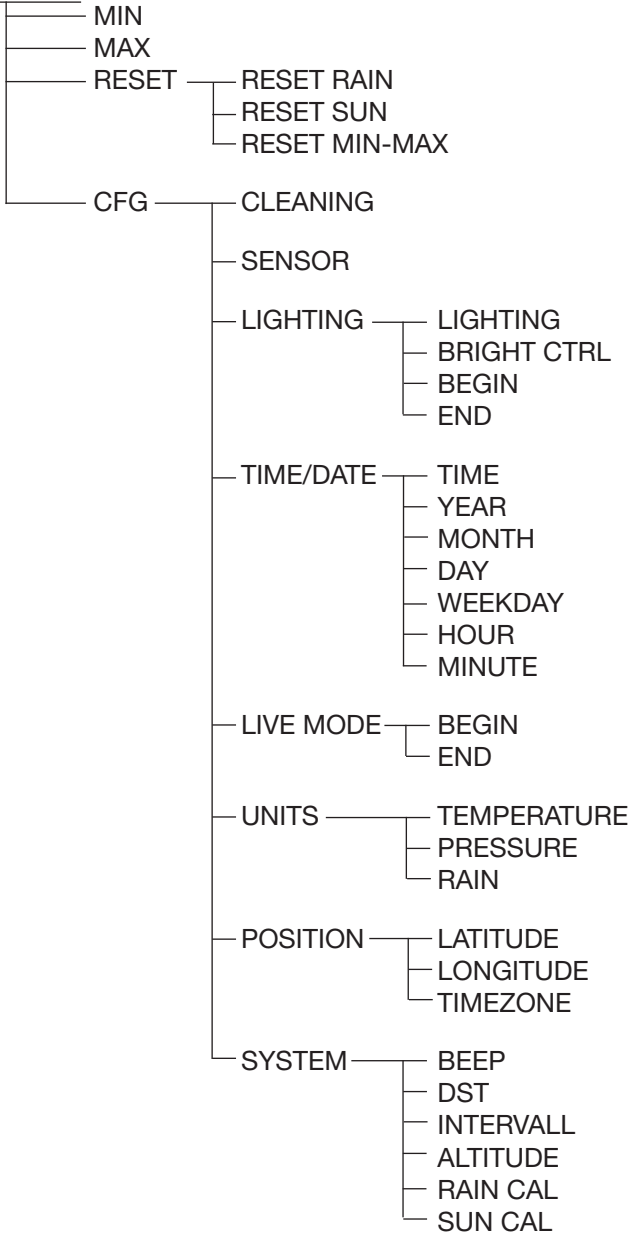 MIN
MAX
RESET
RESET RAIN
RESET SUN
RESET MIN-MAX
CFG
CLEANING
SENSOR
LIGHTING
LIGHTING
BRIGHT CTRL
BEGIN
END
TIME/DATE
TIME
YEAR
MONTH
DAY
WEEKDAY
HOUR
MINUTE
LIVE MODE
BEGIN
END
UNITS
TEMPERATURE
PRESSURE
RAIN
POSITION
LATITUDE
LONGITUDE
TIMEZONE
SYSTEM
BEEP
DST
INTERVALL
ALTITUDE
RAIN CAL
SUN CAL